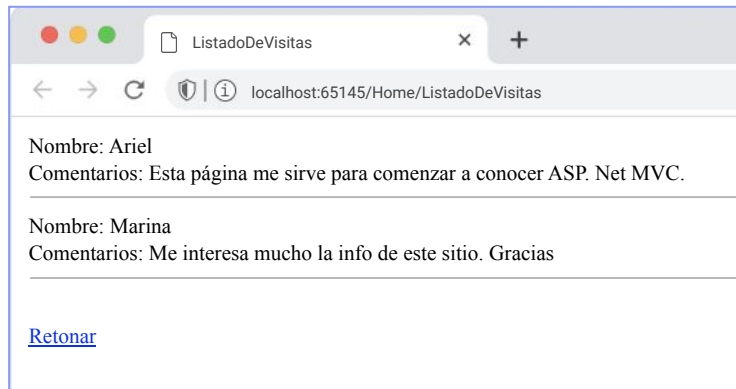 ListadoDeVisitas
localhost:65145/Home/ListadoDeVisitas
Nombre: Ariel
Comentarios: Esta página me sirve para comenzar a conocer ASP. Net MVC.
Nombre: Marina
Comentarios: Me interesa mucho la info de este sitio. Gracias
Retonar